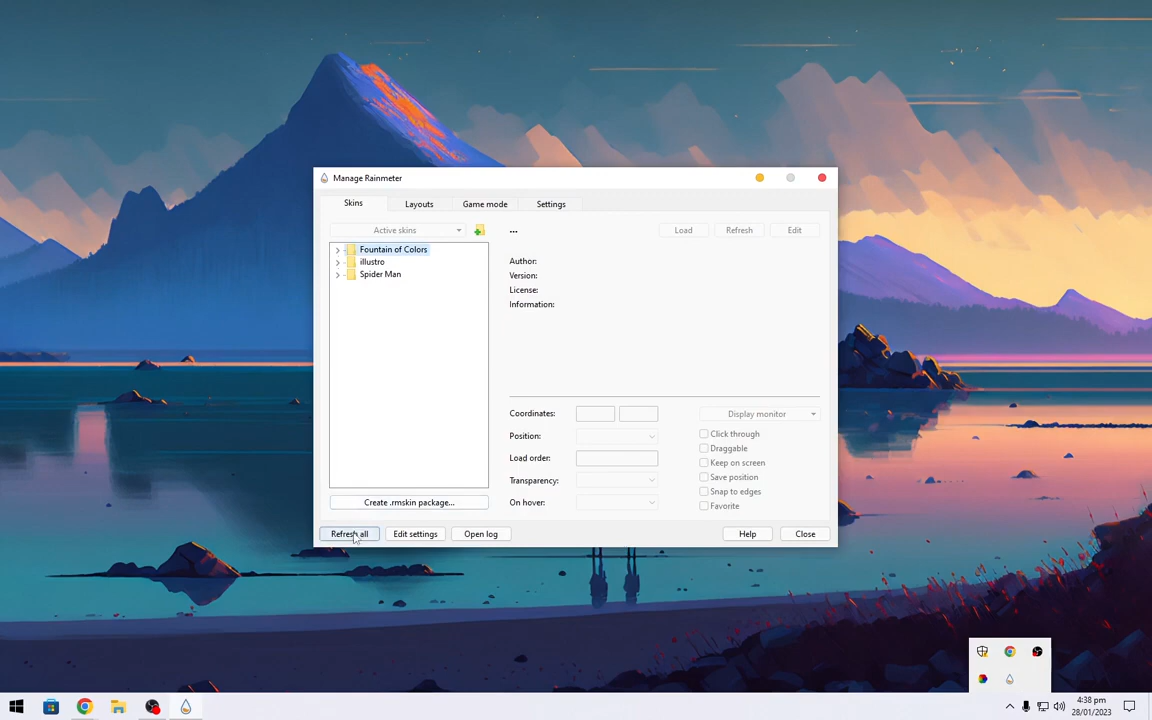 Manage Rainmeter
Skins
Layouts
Game mode
Settings
Active skins
...
Load
Refresh
Edit
Fountain of Colors
illustro
Spider Man
Author:
Version:
License:
Information:
Coordinates:
Display monitor
Position:
Click through
Draggable
Load order:
Keep on screen
Transparency:
Save position
Snap to edges
On hover:
Favorite
Create .rmskin package...
Refresh all
Edit settings
Open log
Help
Close
4:38 pm
28/01/2023